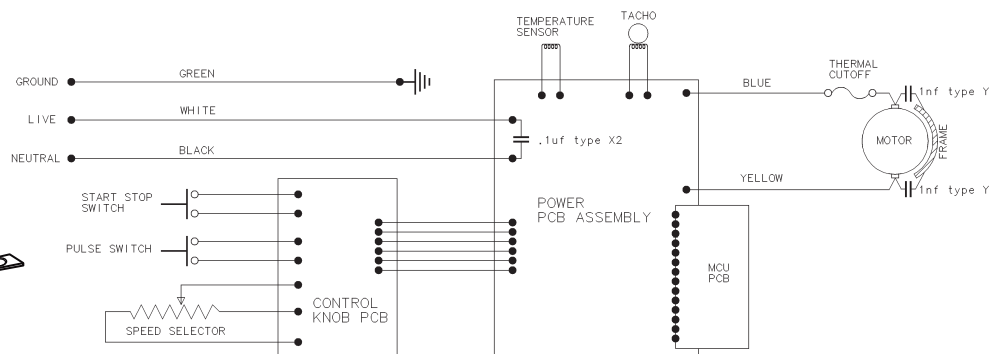 TEMPERATURE
SENSOR
TACHO
GROUND
GREEN
BLUE
THERMAL
CUTOFF
1nf type Y
LIVE
WHITE
.1uf type X2
MOTOR
FRAME
NEUTRAL
BLACK
YELLOW
1nf type Y
START STOP
SWITCH
POWER
PCB ASSEMBLY
PULSE SWITCH
MCU
PCB
CONTROL
KNOB PCB
SPEED SELECTOR